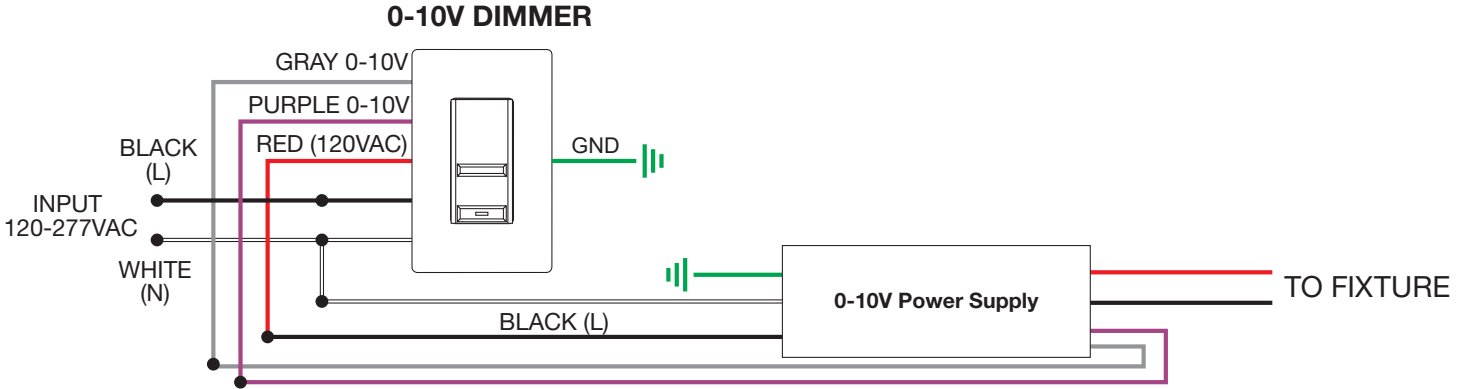 0-10V DIMMER
GRAY 0-10V
PURPLE 0-10V
RED (120VAC)
GND
BLACK
(L)
INPUT
120-277VAC
WHITE
(N)
0-10V Power Supply
TO FIXTURE
BLACK (L)